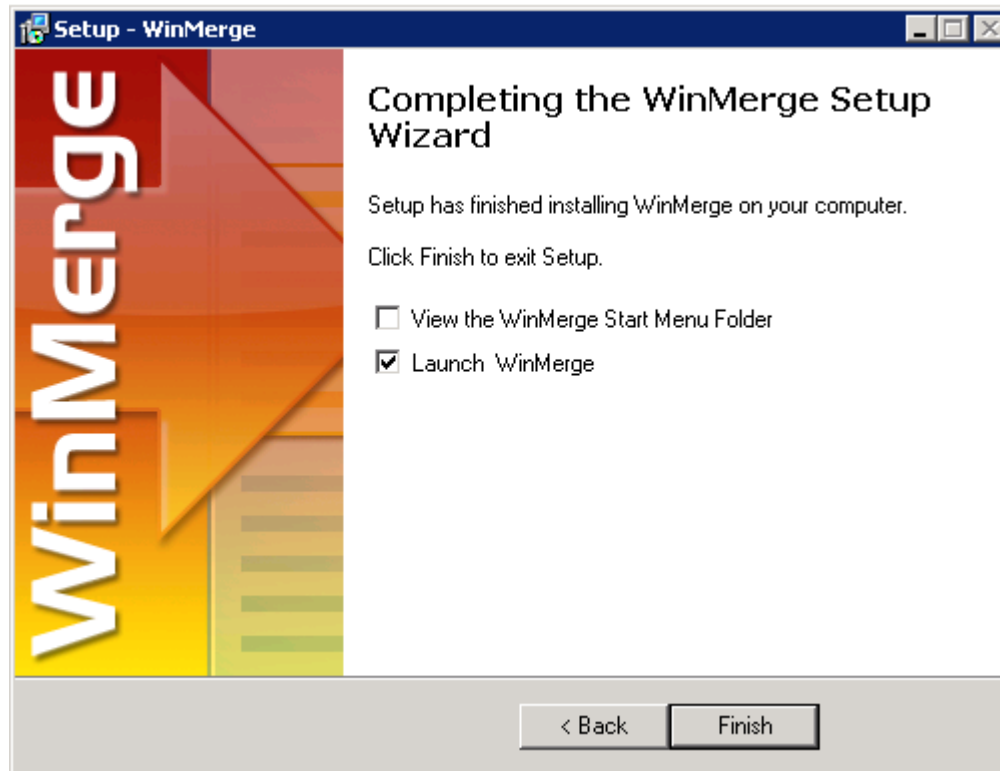 Setup - WinMerge
WinMerge
Completing the WinMerge Setup
Wizard
Setup has finished installing WinMerge on your computer.
Click Finish to exit Setup.
View the WinMerge Start Menu Folder
Launch WinMerge
< Back
Finish